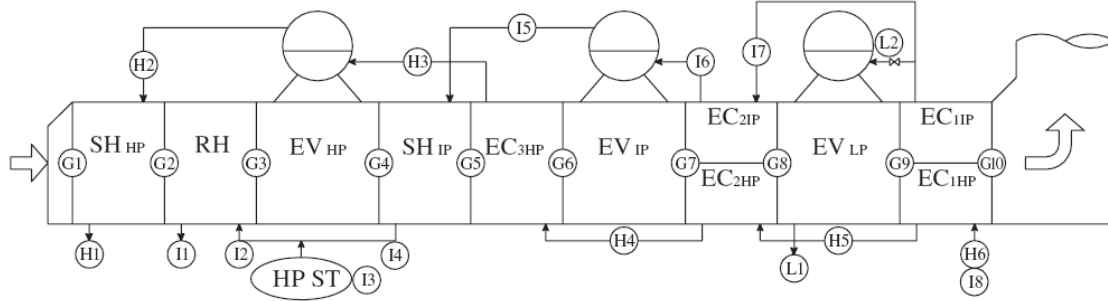 I5 I7 L2
H2 H3 I6
EC2IP EC1IP
SH HP RH EV HP SH IP EC3HP EV IP EV LP
G1 G2 G3 G4 G5 G6 G7 G8 G9 G10
EC2HP EC1HP
H1 I1 I2 I4 H4 L1 H5 H6
HP ST I3 I8